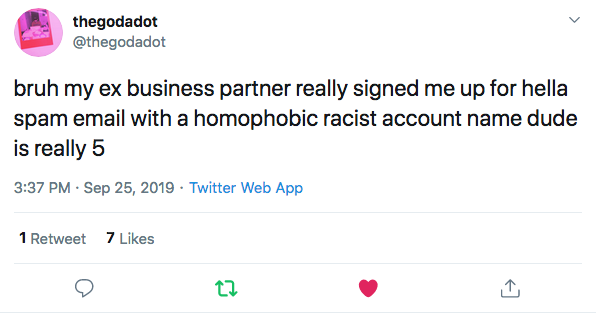 thegodadot
@thegodadot
bruh my ex business partner really signed me up for hella
spam email with a homophobic racist account name dude
is really 5
3:37 PM · Sep 25, 2019 · Twitter Web App
1 Retweet 7 Likes